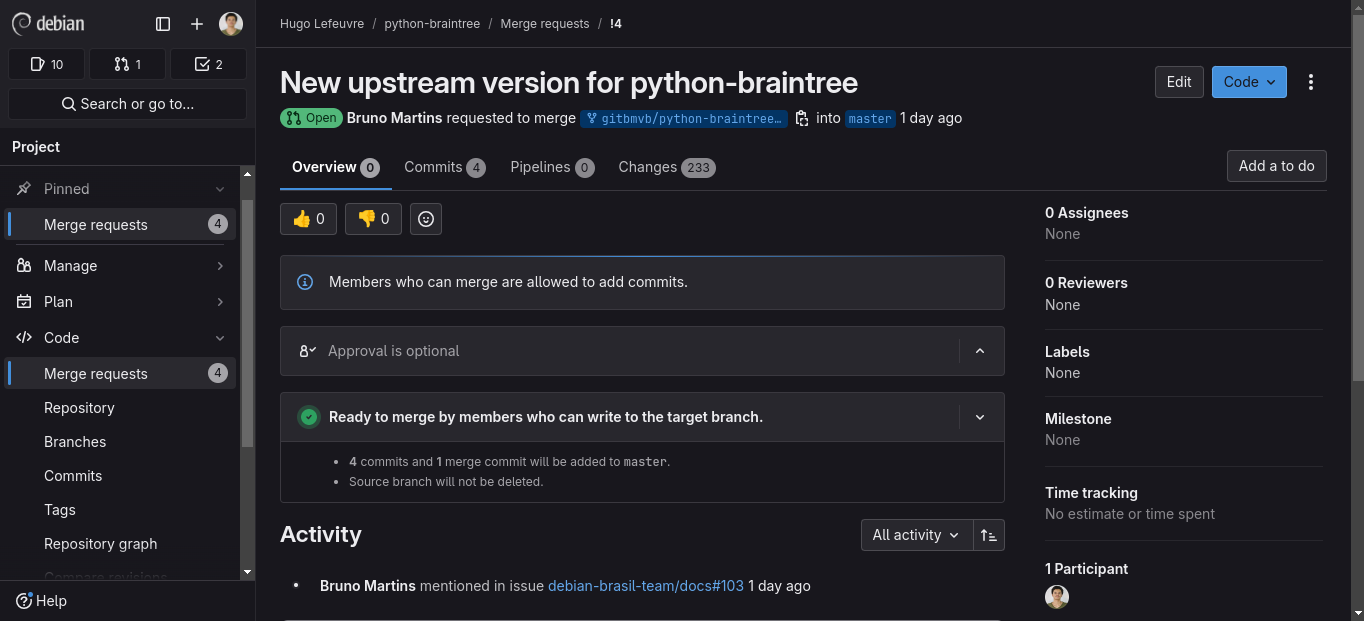 debian
10
1
2
Search or go to...
Project
Pinned
Merge requests 4
Manage
Plan
Code
Merge requests 4
Repository
Branches
Commits
Tags
Repository graph
Compare revisions
Help
Hugo Lefeuvre / python-braintree / Merge requests / !4
New upstream version for python-braintree
Edit
Code
Open Bruno Martins requested to merge gitbmvb/python-braintree… into master 1 day ago
Overview 0 Commits 4 Pipelines 0 Changes 233
Add a to do
👍 0 👎 0
Members who can merge are allowed to add commits.
Approval is optional
Ready to merge by members who can write to the target branch.
• 4 commits and 1 merge commit will be added to master.
• Source branch will not be deleted.
Activity
All activity
• Bruno Martins mentioned in issue debian-brasil-team/docs#103 1 day ago
0 Assignees
None
0 Reviewers
None
Labels
None
Milestone
None
Time tracking
No estimate or time spent
1 Participant